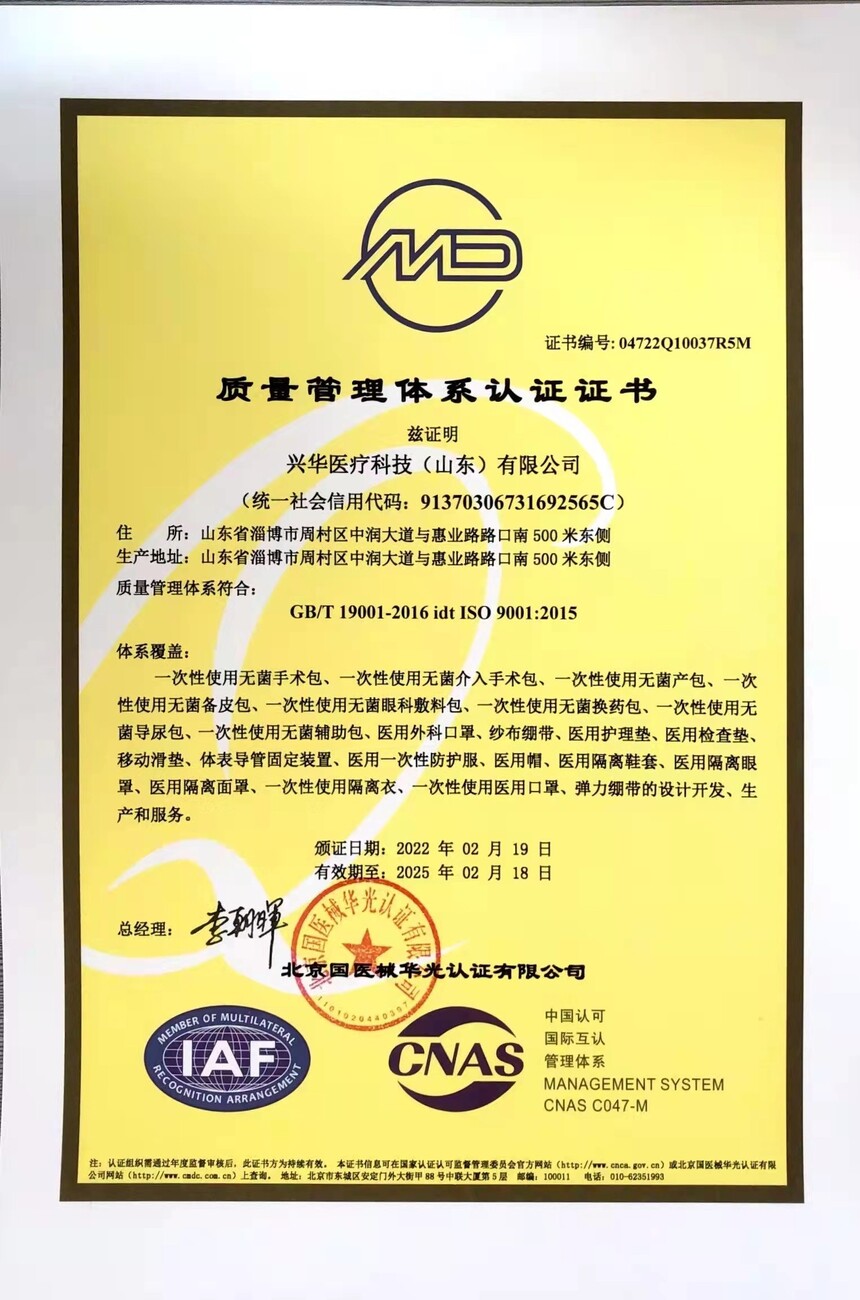 MD
证书编号: 04722Q10037R5M
质量管理体系认证证书
兹证明
兴华医疗科技（山东）有限公司
（统一社会信用代码：91370306731692565C）
住 所：山东省淄博市周村区中润大道与惠业路路口南 500 米东侧
生产地址：山东省淄博市周村区中润大道与惠业路路口南 500 米东侧
质量管理体系符合：
GB/T 19001-2016 idt ISO 9001:2015
体系覆盖：
一次性使用无菌手术包、一次性使用无菌介入手术包、一次性使用无菌产包、一次
性使用无菌备皮包、一次性使用无菌眼科敷料包、一次性使用无菌换药包、一次性使用无
菌导尿包、一次性使用无菌辅助包、医用外科口罩、纱布绷带、医用护理垫、医用检查垫、
移动滑垫、体表导管固定装置、医用一次性防护服、医用帽、医用隔离鞋套、医用隔离眼
罩、医用隔离面罩、一次性使用隔离衣、一次性使用医用口罩、弹力绷带的设计开发、生
产和服务。
颁证日期：2022 年 02 月 19 日
有效期至：2025 年 02 月 18 日
总经理：李朝晖
北京国医械华光认证有限公司
北京国医械华光认证有限公司
1101020440397
MEMBER OF MULTILATERAL
IAF
RECOGNITION ARRANGEMENT
CNAS
中国认可
国际互认
管理体系
MANAGEMENT SYSTEM
CNAS C047-M
注：认证组织需通过年度监督审核后，此证书方为持续有效。 本证书信息可在国家认证认可监督管理委员会官方网站（http://www.cnca.gov.cn）或北京国医械华光认证有限
公司网站（http://www.cmdc.com.cn）上查询。 地址：北京市东城区安定门外大街甲 88 号中联大厦第 5 层 邮编：100011 电话：010-62351993